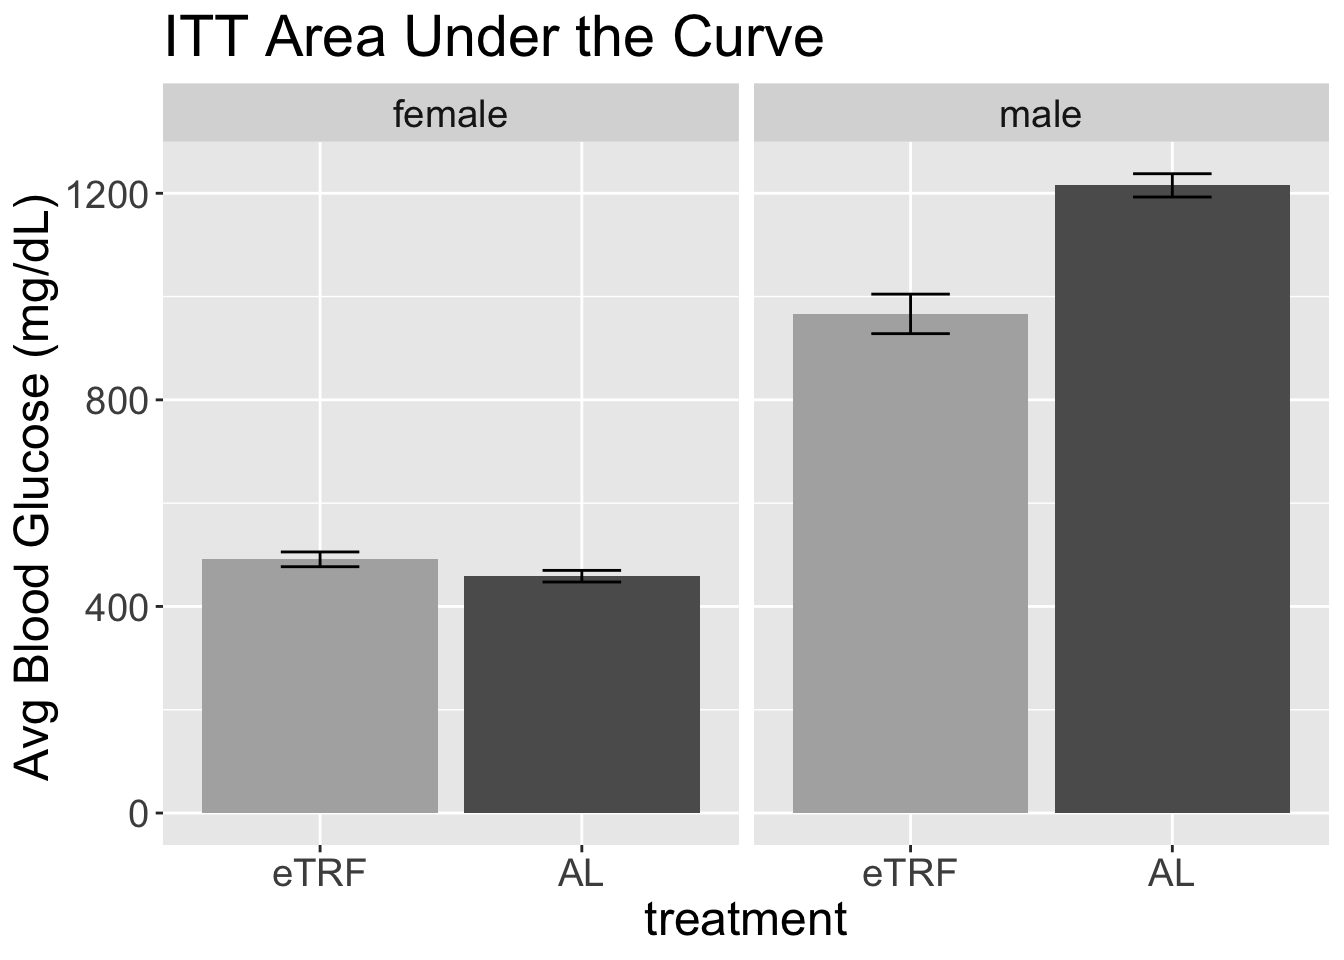 ITT Area Under the Curve
female
male
Avg Blood Glucose (mg/dL)
1200
800
400
0
eTRF
AL
eTRF
AL
treatment